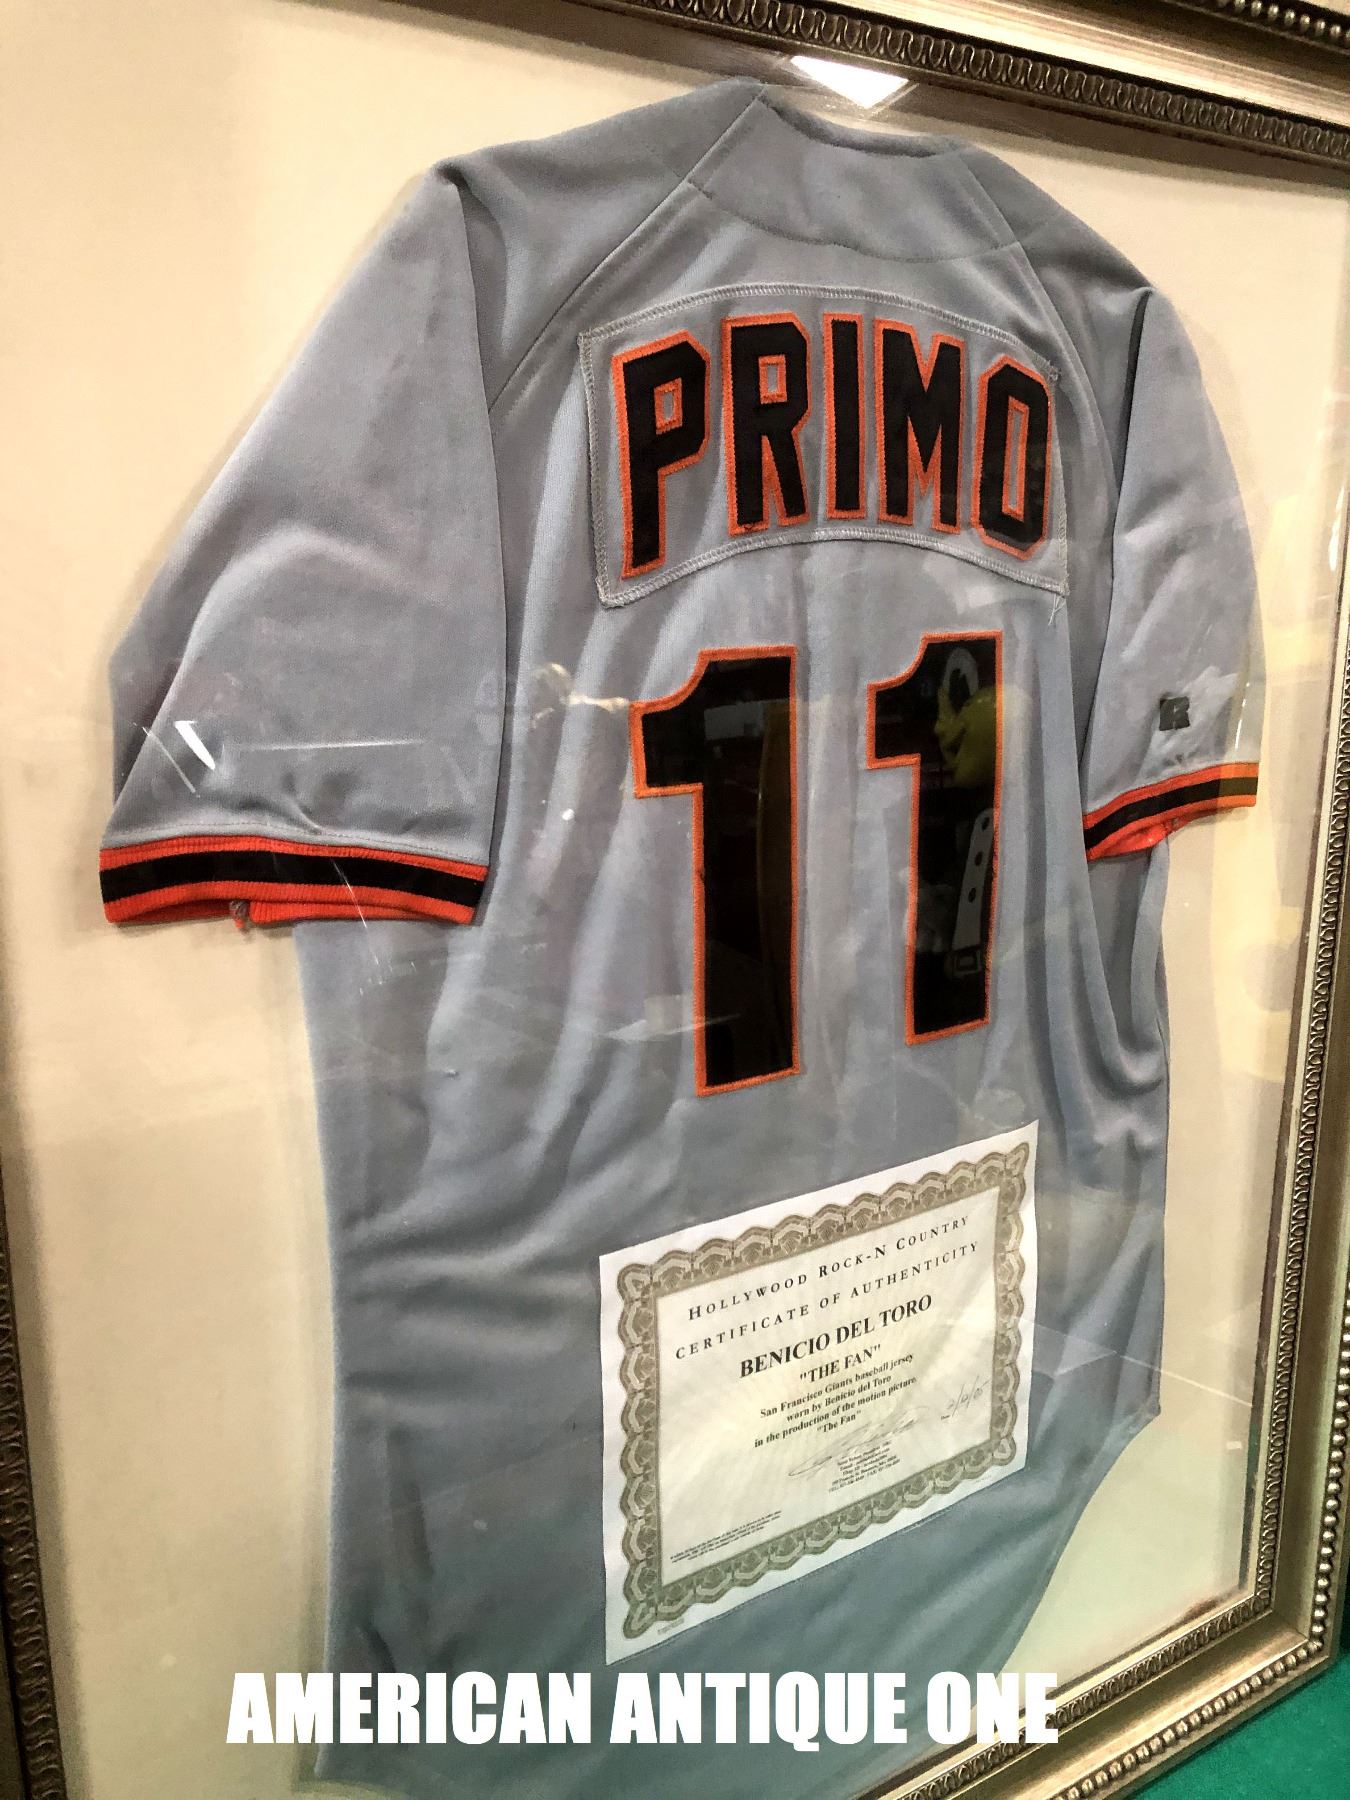 PRIMO
11
R
HOLLYWOOD ROCK-N COUNTRY
CERTIFICATE OF AUTHENTICITY
BENICIO DEL TORO
"THE FAN"
San Francisco Giants baseball jersey
worn by Benicio del Toro
in the production of the motion picture
"The Fan"
AMERICAN ANTIQUE ONE